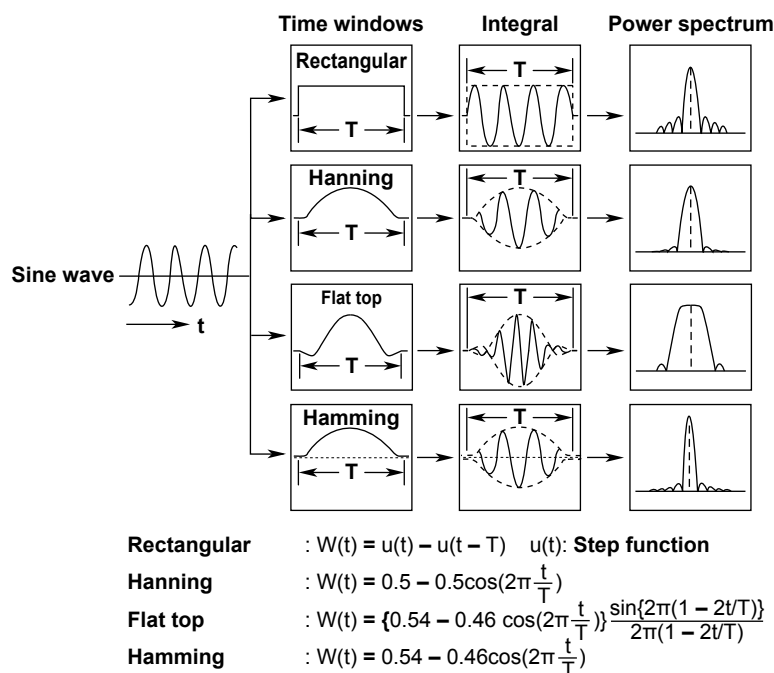 Time windows Integral Power spectrum
Rectangular
T
T
Hanning
T
T
Sine wave
t
Flat top
T
T
Hamming
T
T
Rectangular : W(t) = u(t) – u(t – T) u(t): Step function
Hanning : W(t) = 0.5 – 0.5cos(2π t/T)
Flat top : W(t) = {0.54 – 0.46 cos(2π t/T)} sin{2π(1 – 2t/T)}/2π(1 – 2t/T)
Hamming : W(t) = 0.54 – 0.46cos(2π t/T)